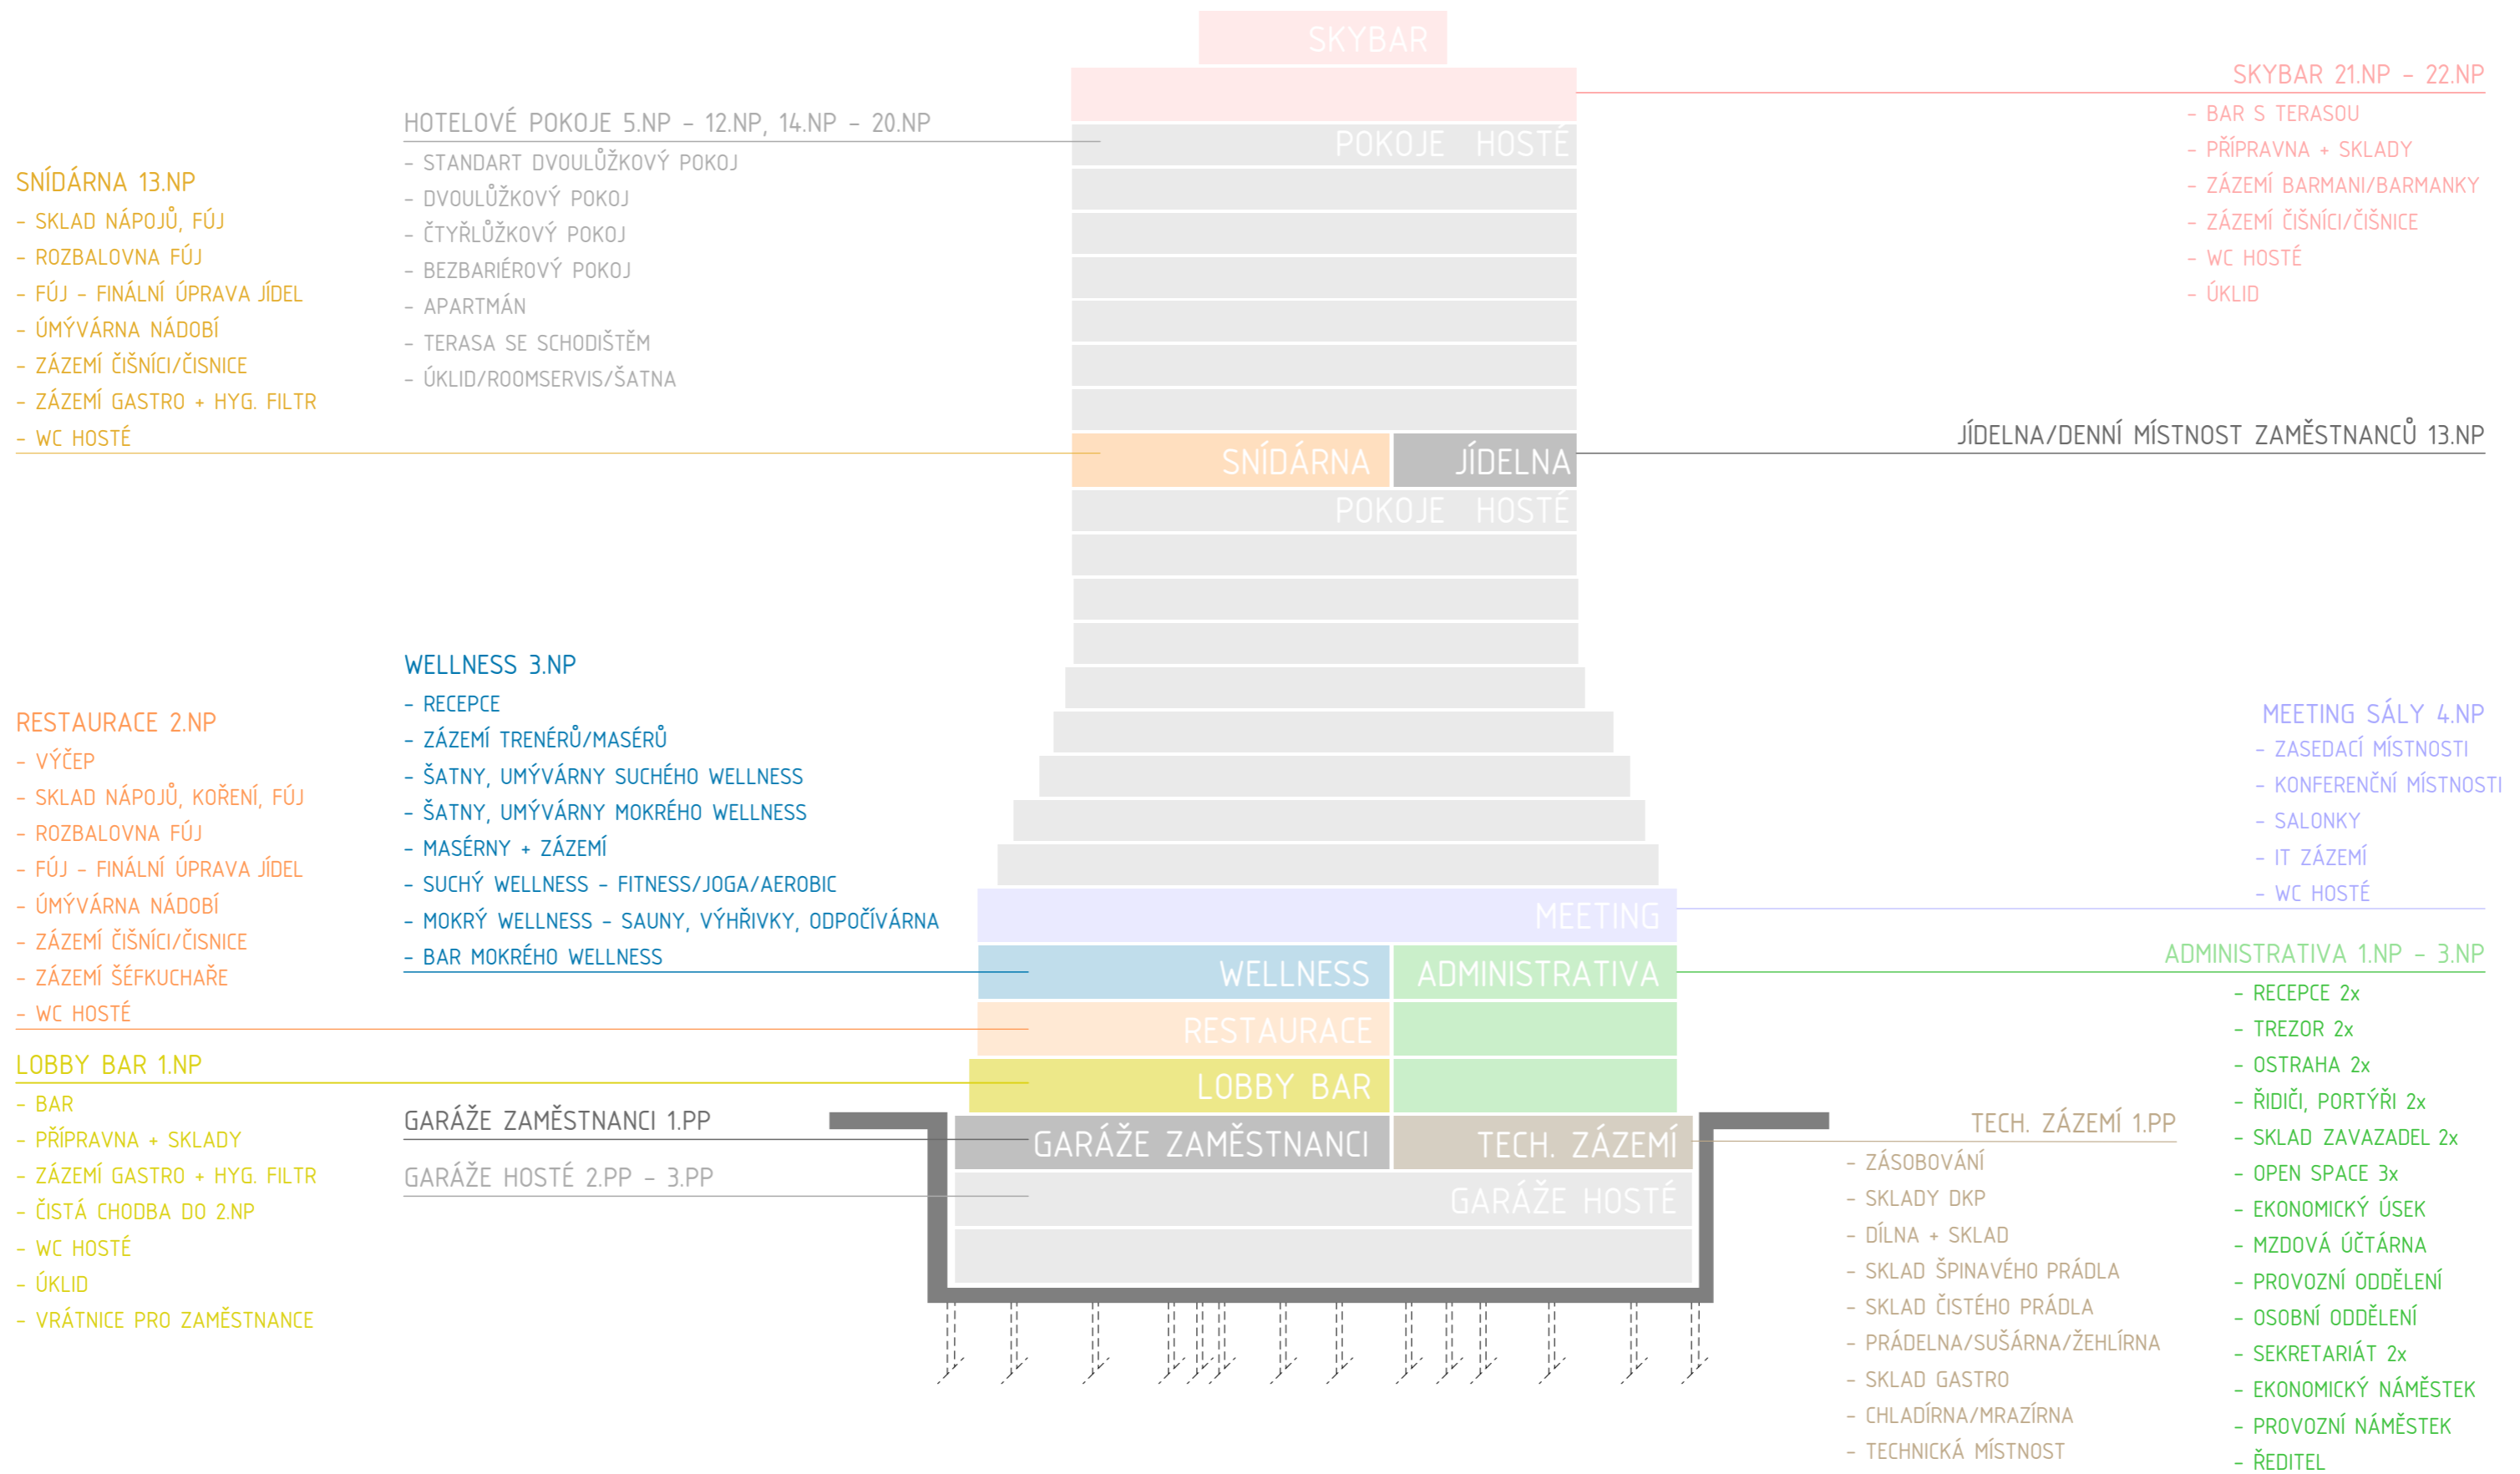 SKYBAR
SKYBAR 21.NP - 22.NP
- BAR S TERASOU
- PŘÍPRAVNA + SKLADY
- ZÁZEMÍ BARMANI/BARMANKY
- ZÁZEMÍ ČIŠNÍCI/ČIŠNICE
- WC HOSTÉ
- ÚKLID
HOTELOVÉ POKOJE 5.NP - 12.NP, 14.NP - 20.NP
- STANDART DVOULŮŽKOVÝ POKOJ
- DVOULŮŽKOVÝ POKOJ
- ČTYŘLŮŽKOVÝ POKOJ
- BEZBARIÉROVÝ POKOJ
- APARTMÁN
- TERASA SE SCHODIŠTĚM
- ÚKLID/ROOMSERVIS/ŠATNA
POKOJE HOSTÉ
SNÍDÁRNA 13.NP
- SKLAD NÁPOJŮ, FÚJ
- ROZBALOVNA FÚJ
- FÚJ - FINÁLNÍ ÚPRAVA JÍDEL
- ÚMÝVÁRNA NÁDOBÍ
- ZÁZEMÍ ČIŠNÍCI/ČISNICE
- ZÁZEMÍ GASTRO + HYG. FILTR
- WC HOSTÉ
JÍDELNA/DENNÍ MÍSTNOST ZAMĚSTNANCŮ 13.NP
SNÍDÁRNA
JÍDELNA
POKOJE HOSTÉ
WELLNESS 3.NP
- RECEPCE
- ZÁZEMÍ TRENÉRŮ/MASÉRŮ
- ŠATNY, UMÝVÁRNY SUCHÉHO WELLNESS
- ŠATNY, UMÝVÁRNY MOKRÉHO WELLNESS
- MASÉRNY + ZÁZEMÍ
- SUCHÝ WELLNESS - FITNESS/JOGA/AEROBIC
- MOKRÝ WELLNESS - SAUNY, VÝHŘIVKY, ODPOČÍVÁRNA
- BAR MOKRÉHO WELLNESS
RESTAURACE 2.NP
- VÝČEP
- SKLAD NÁPOJŮ, KOŘENÍ, FÚJ
- ROZBALOVNA FÚJ
- FÚJ - FINÁLNÍ ÚPRAVA JÍDEL
- ÚMÝVÁRNA NÁDOBÍ
- ZÁZEMÍ ČIŠNÍCI/ČISNICE
- ZÁZEMÍ ŠÉFKUCHAŘE
- WC HOSTÉ
MEETING SÁLY 4.NP
- ZASEDACÍ MÍSTNOSTI
- KONFERENČNÍ MÍSTNOSTI
- SALONKY
- IT ZÁZEMÍ
- WC HOSTÉ
MEETING
WELLNESS
ADMINISTRATIVA
RESTAURACE
LOBBY BAR
GARÁŽE ZAMĚSTNANCI
TECH. ZÁZEMÍ
GARÁŽE HOSTÉ
ADMINISTRATIVA 1.NP - 3.NP
- RECEPCE 2x
- TREZOR 2x
- OSTRAHA 2x
- ŘIDIČI, PORTÝŘI 2x
- SKLAD ZAVAZADEL 2x
- OPEN SPACE 3x
- EKONOMICKÝ ÚSEK
- MZDOVÁ ÚČTÁRNA
- PROVOZNÍ ODDĚLENÍ
- OSOBNÍ ODDĚLENÍ
- SEKRETARIÁT 2x
- EKONOMICKÝ NÁMĚSTEK
- PROVOZNÍ NÁMĚSTEK
- ŘEDITEL
LOBBY BAR 1.NP
- BAR
- PŘÍPRAVNA + SKLADY
- ZÁZEMÍ GASTRO + HYG. FILTR
- ČISTÁ CHODBA DO 2.NP
- WC HOSTÉ
- ÚKLID
- VRÁTNICE PRO ZAMĚSTNANCE
GARÁŽE ZAMĚSTNANCI 1.PP
GARÁŽE HOSTÉ 2.PP - 3.PP
TECH. ZÁZEMÍ 1.PP
- ZÁSOBOVÁNÍ
- SKLADY DKP
- DÍLNA + SKLAD
- SKLAD ŠPINAVÉHO PRÁDLA
- SKLAD ČISTÉHO PRÁDLA
- PRÁDELNA/SUŠÁRNA/ŽEHLÍRNA
- SKLAD GASTRO
- CHLADÍRNA/MRAZÍRNA
- TECHNICKÁ MÍSTNOST